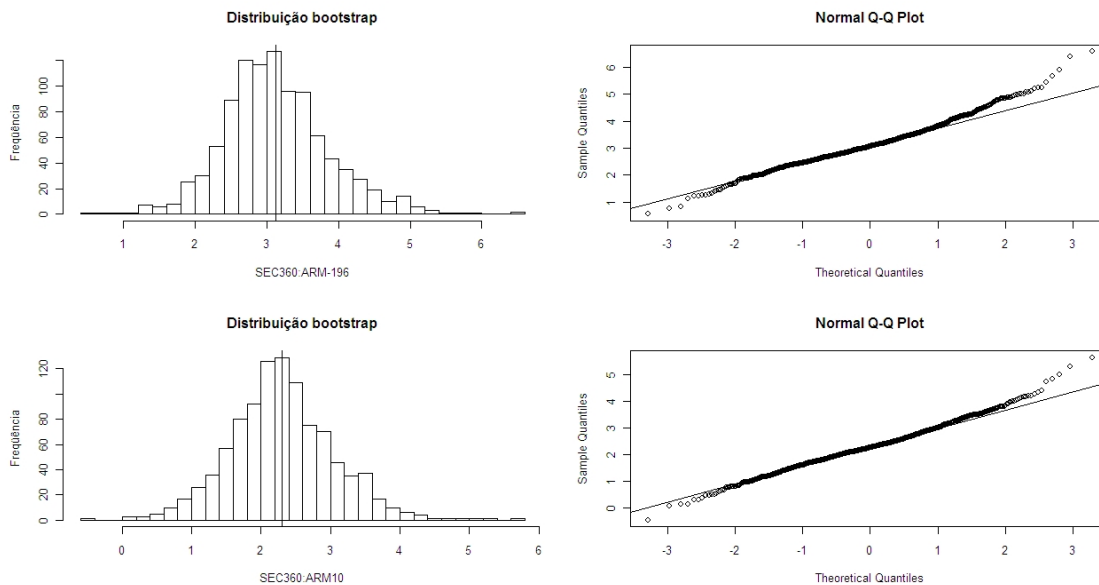 Distribuição bootstrap
Freqüência
0 20 40 60 80 100
1 2 3 4 5 6
SEC360:ARM-196
Normal Q-Q Plot
Sample Quantiles
1 2 3 4 5 6
-3 -2 -1 0 1 2 3
Theoretical Quantiles
Distribuição bootstrap
Freqüência
0 20 40 60 80 100 120
0 1 2 3 4 5 6
SEC360:ARM10
Normal Q-Q Plot
Sample Quantiles
0 1 2 3 4 5
-3 -2 -1 0 1 2 3
Theoretical Quantiles